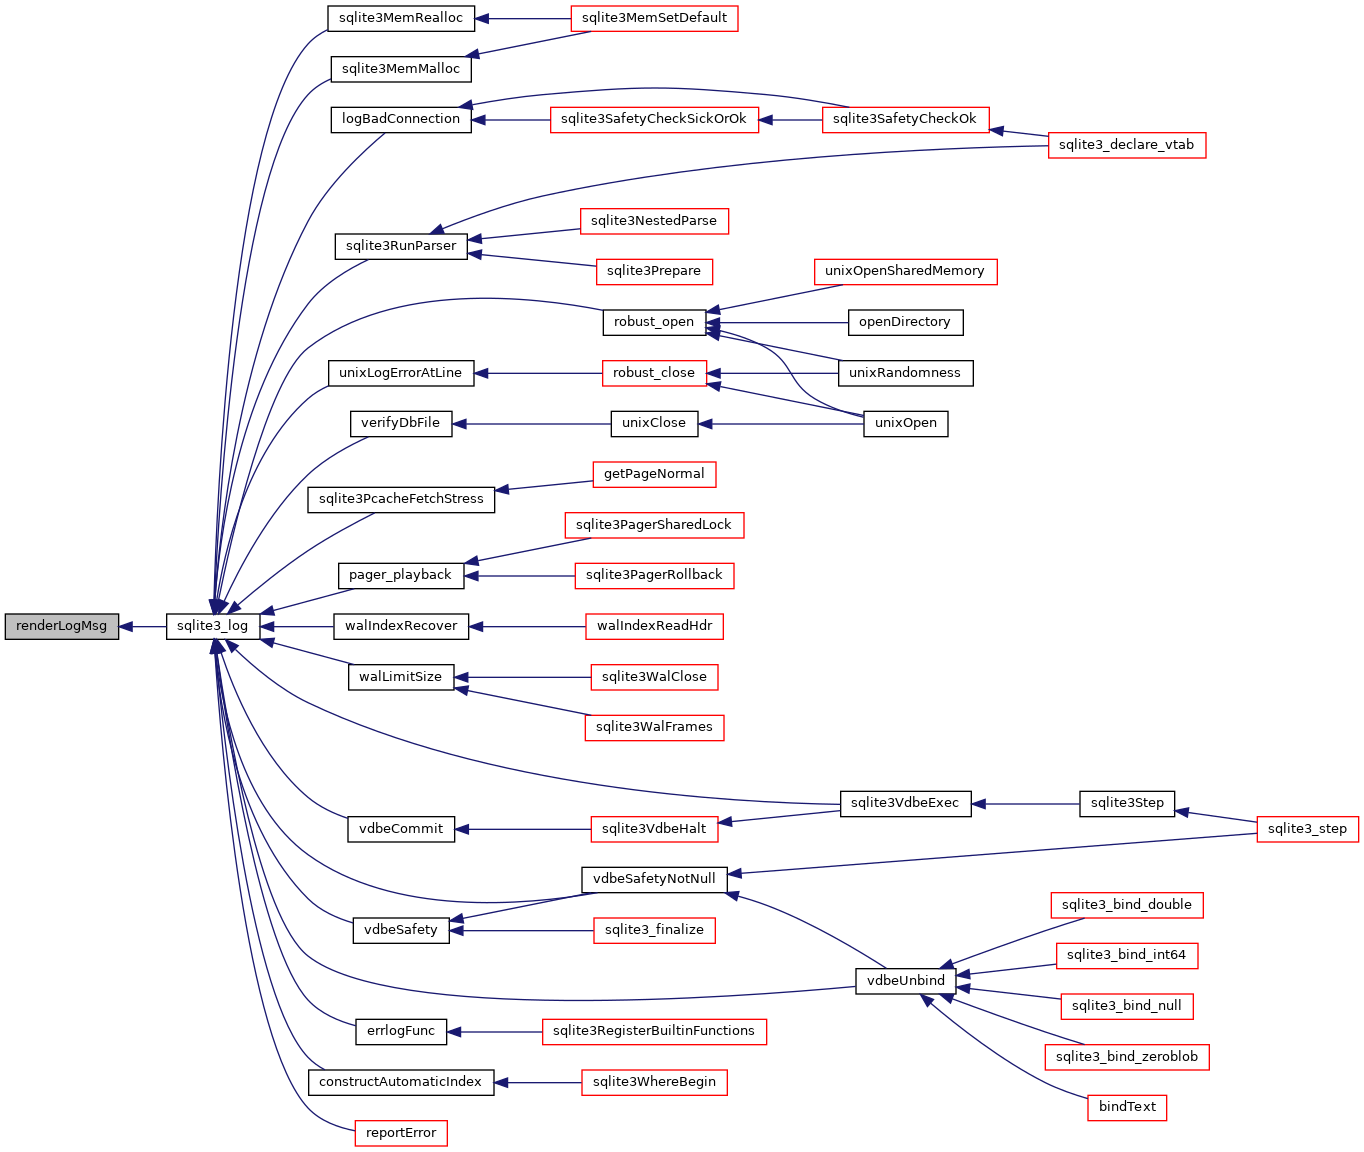 sqlite3MemRealloc
sqlite3MemSetDefault
sqlite3MemMalloc
logBadConnection
sqlite3SafetyCheckSickOrOk
sqlite3SafetyCheckOk
sqlite3_declare_vtab
sqlite3NestedParse
sqlite3RunParser
sqlite3Prepare
unixOpenSharedMemory
robust_open
openDirectory
unixLogErrorAtLine
robust_close
unixRandomness
verifyDbFile
unixClose
unixOpen
getPageNormal
sqlite3PcacheFetchStress
sqlite3PagerSharedLock
pager_playback
sqlite3PagerRollback
renderLogMsg
sqlite3_log
walIndexRecover
walIndexReadHdr
walLimitSize
sqlite3WalClose
sqlite3WalFrames
sqlite3VdbeExec
sqlite3Step
vdbeCommit
sqlite3VdbeHalt
sqlite3_step
vdbeSafetyNotNull
sqlite3_bind_double
vdbeSafety
sqlite3_finalize
sqlite3_bind_int64
vdbeUnbind
sqlite3_bind_null
errlogFunc
sqlite3RegisterBuiltinFunctions
sqlite3_bind_zeroblob
constructAutomaticIndex
sqlite3WhereBegin
bindText
reportError